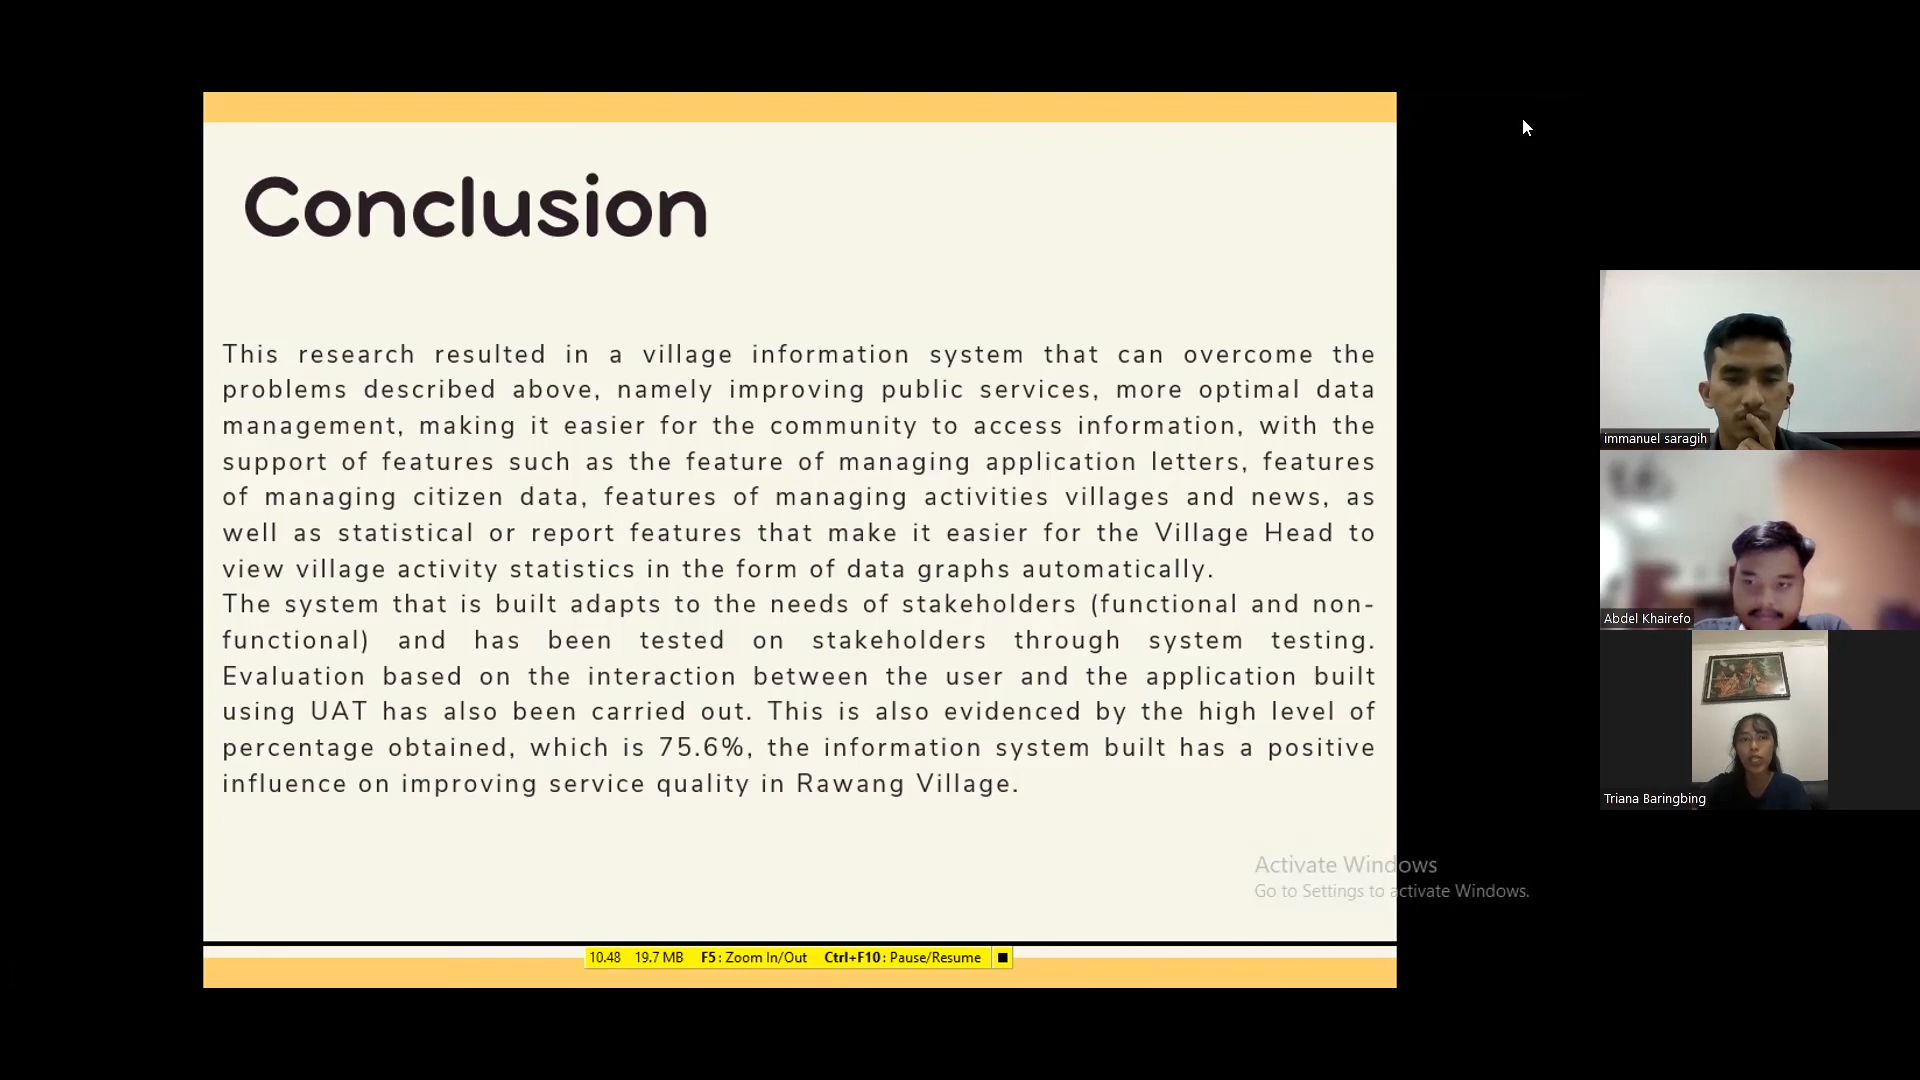 Conclusion
This research resulted in a village information system that can overcome the
problems described above, namely improving public services, more optimal data
management, making it easier for the community to access information, with the
support of features such as the feature of managing application letters, features
of managing citizen data, features of managing activities villages and news, as
well as statistical or report features that make it easier for the Village Head to
view village activity statistics in the form of data graphs automatically.
The system that is built adapts to the needs of stakeholders (functional and non-
functional) and has been tested on stakeholders through system testing.
Evaluation based on the interaction between the user and the application built
using UAT has also been carried out. This is also evidenced by the high level of
percentage obtained, which is 75.6%, the information system built has a positive
influence on improving service quality in Rawang Village.
Activate Windows
Go to Settings to activate Windows.
10.48 19.7 MB F5: Zoom In/Out Ctrl+F10: Pause/Resume
immanuel saragih
Abdel Khairefo
Triana Baringbing